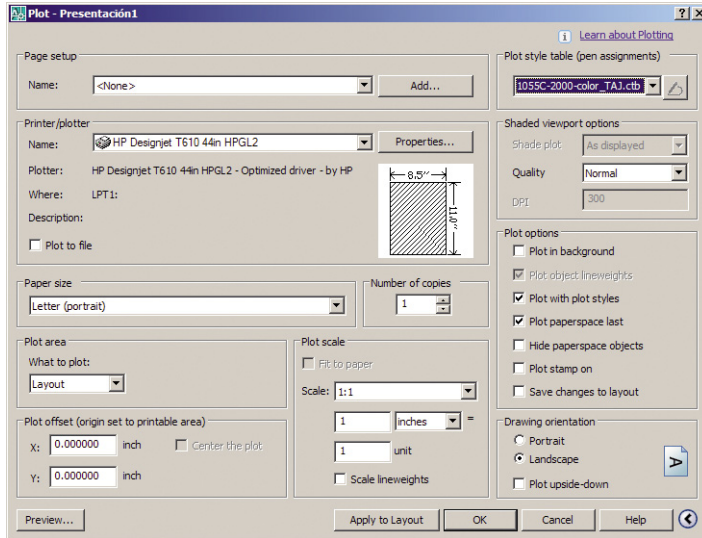 Plot - Presentación1
Learn about Plotting
Page setup
Name: <None> Add...
Plot style table (pen assignments)
1055C-2000-color_TAJ.ctb
Printer/plotter
Name: HP Designjet T610 44in HPGL2 Properties...
Plotter: HP Designjet T610 44in HPGL2 - Optimized driver - by HP
Where: LPT1:
Description:
Plot to file
8.5''
11.0''
Shaded viewport options
Shade plot As displayed
Quality Normal
DPI 300
Paper size
Letter (portrait)
Number of copies
1
Plot options
Plot in background
Plot object lineweights
Plot with plot styles
Plot paperspace last
Hide paperspace objects
Plot stamp on
Save changes to layout
Plot area
What to plot:
Layout
Plot scale
Fit to paper
Scale: 1:1
1 inches =
1 unit
Scale lineweights
Plot offset (origin set to printable area)
X: 0.000000 inch Center the plot
Y: 0.000000 inch
Drawing orientation
Portrait
Landscape
Plot upside-down
A
Preview... Apply to Layout OK Cancel Help